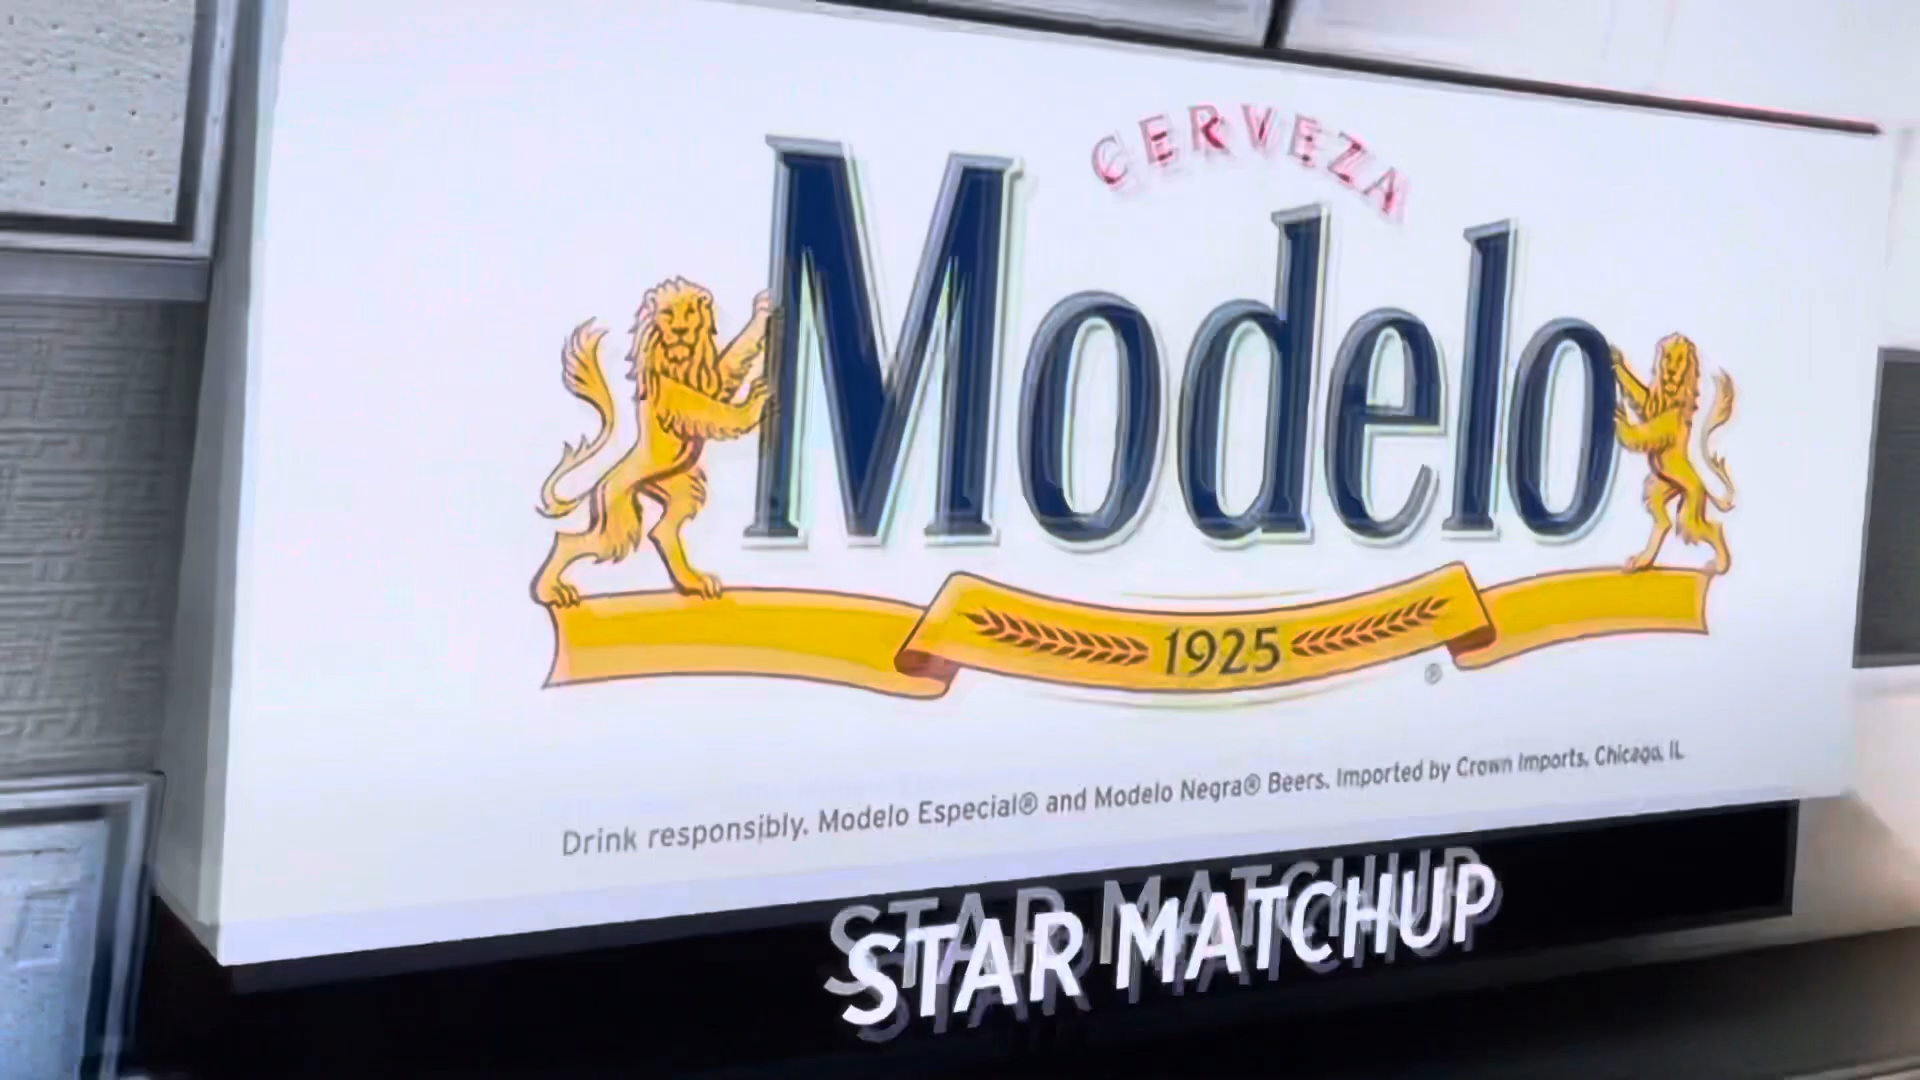 CERVEZA
Modelo
1925
®
Drink responsibly. Modelo Especial® and Modelo Negra® Beers. Imported by Crown Imports, Chicago, IL
STAR MATCHUP